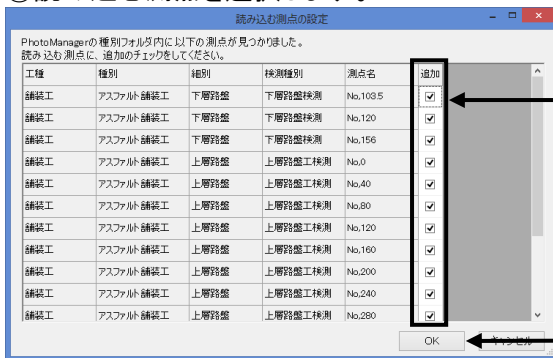 読み込む測点の設定
PhotoManagerの種別フォルダ内に以下の測点が見つかりました。
読み込む測点に、追加のチェックをしてください。
工種 種別 細別 検測種別 測点名 追加
舗装工 アスファルト舗装工 下層路盤 下層路盤検測 No,103.5
舗装工 アスファルト舗装工 下層路盤 下層路盤検測 No,120
舗装工 アスファルト舗装工 下層路盤 下層路盤検測 No,156
舗装工 アスファルト舗装工 上層路盤 上層路盤工検測 No,0
舗装工 アスファルト舗装工 上層路盤 上層路盤工検測 No,40
舗装工 アスファルト舗装工 上層路盤 上層路盤工検測 No,80
舗装工 アスファルト舗装工 上層路盤 上層路盤工検測 No,120
舗装工 アスファルト舗装工 上層路盤 上層路盤工検測 No,160
舗装工 アスファルト舗装工 上層路盤 上層路盤工検測 No,200
舗装工 アスファルト舗装工 上層路盤 上層路盤工検測 No,240
舗装工 アスファルト舗装工 上層路盤 上層路盤工検測 No,280
OK キャンセル